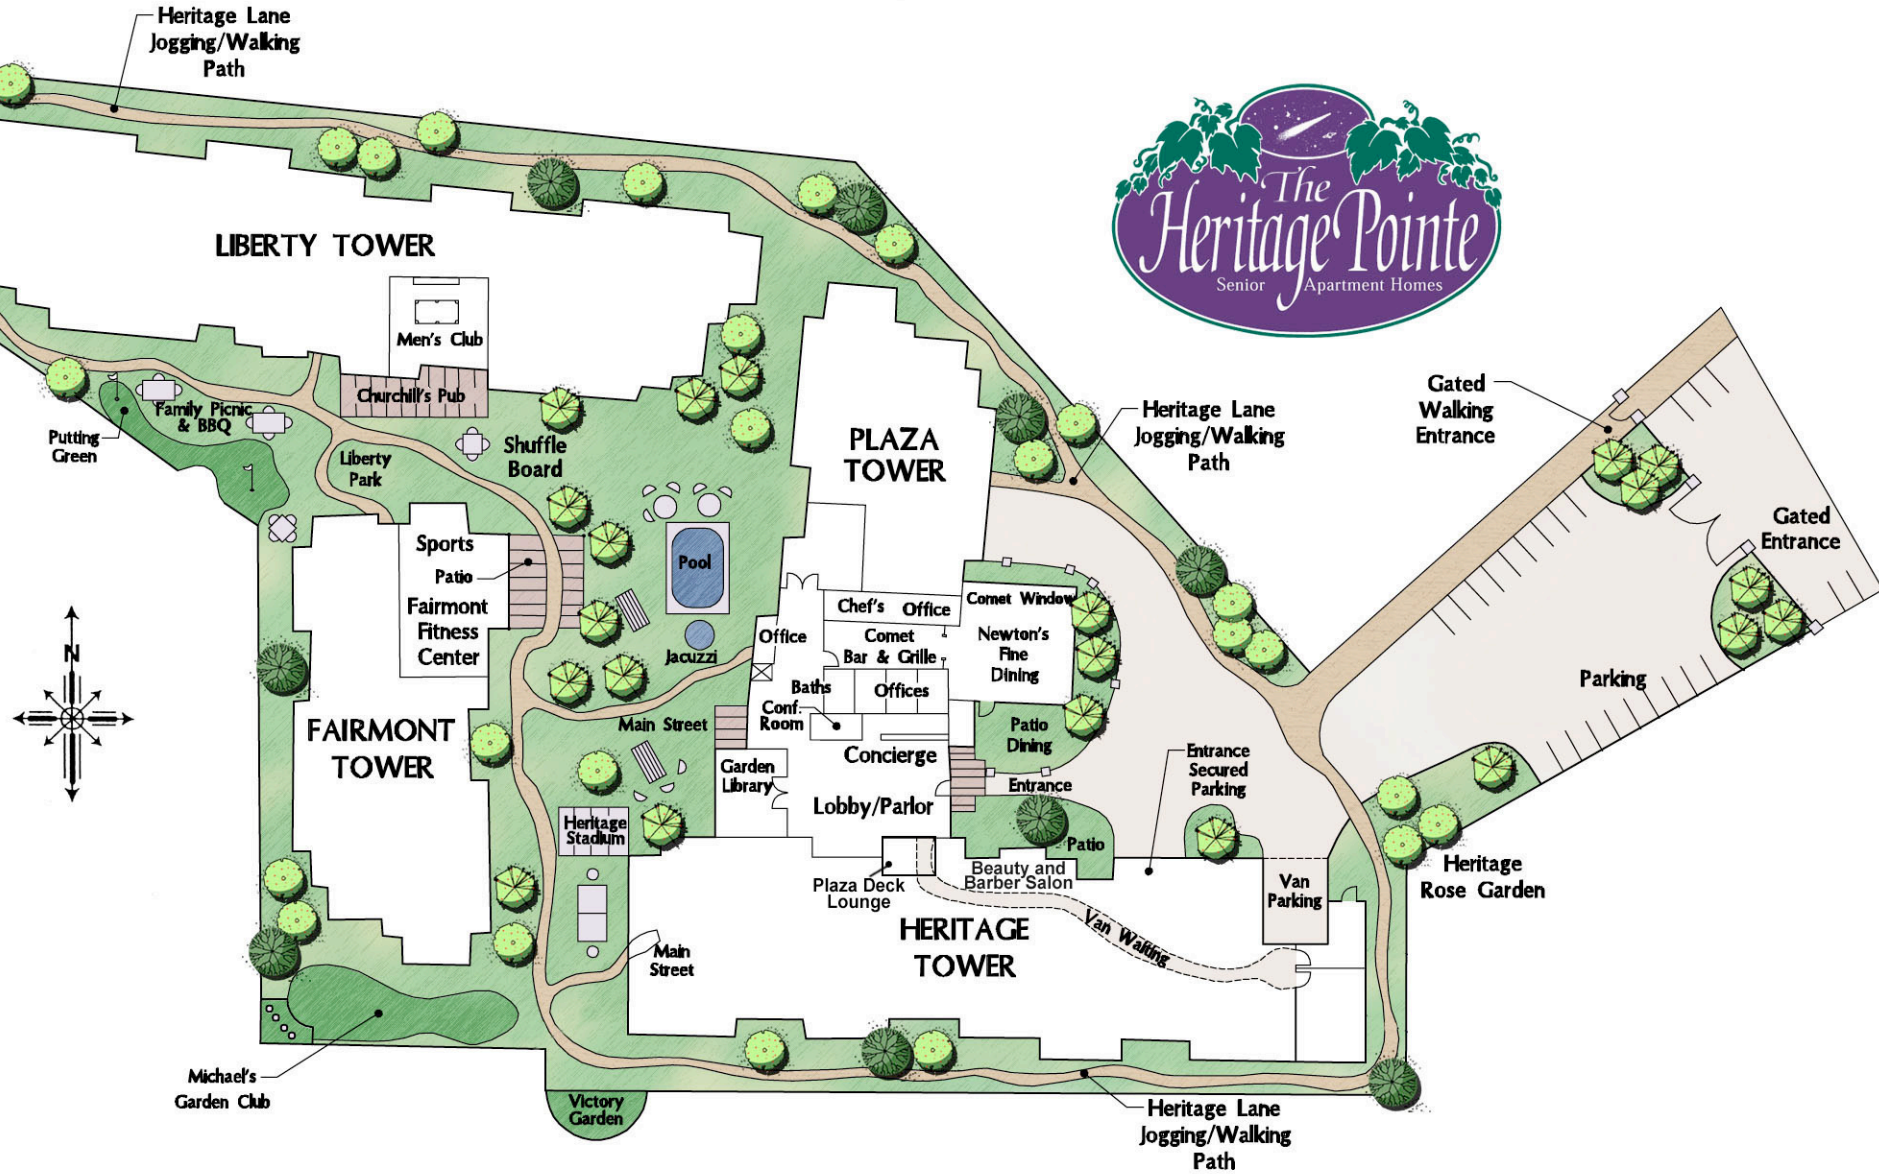 Heritage Lane
Jogging/Walking
Path
The
Heritage Pointe
Senior Apartment Homes
LIBERTY TOWER
Men's Club
Churchill's Pub
Family Picnic
& BBQ
Putting
Green
Liberty
Park
Shuffle
Board
PLAZA
TOWER
Heritage Lane
Jogging/Walking
Path
Gated
Walking
Entrance
Gated
Entrance
Parking
Sports
Patio
Fairmont
Fitness
Center
Pool
Jacuzzi
Office
Chef's Office
Comet
Bar & Grille
Comet Window
Newton's
Fine
Dining
Baths
Offices
Conf.
Room
Main Street
Patio
Dining
Concierge
Garden
Library
Lobby/Parlor
Entrance
Entrance
Secured
Parking
N
FAIRMONT
TOWER
Heritage
Stadium
Patio
Plaza Deck
Lounge
Beauty and
Barber Salon
Van Waiting
Van
Parking
Heritage
Rose Garden
HERITAGE
TOWER
Main
Street
Michael's
Garden Club
Victory
Garden
Heritage Lane
Jogging/Walking
Path